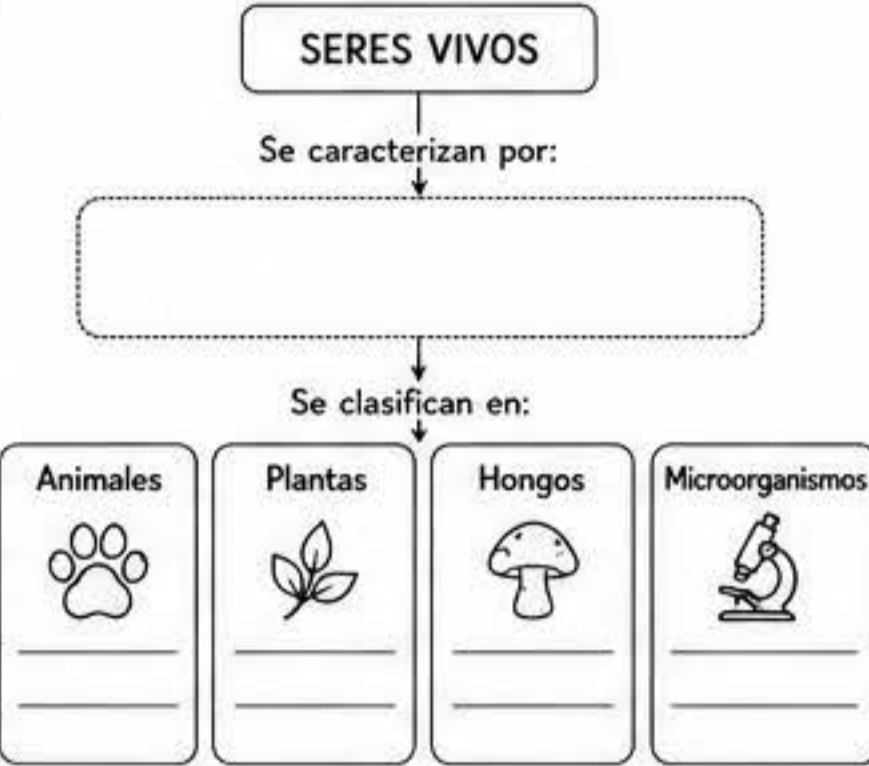 SERES VIVOS
Se caracterizan por:
Se clasifican en:
Animales
Plantas
Hongos
Microorganismos